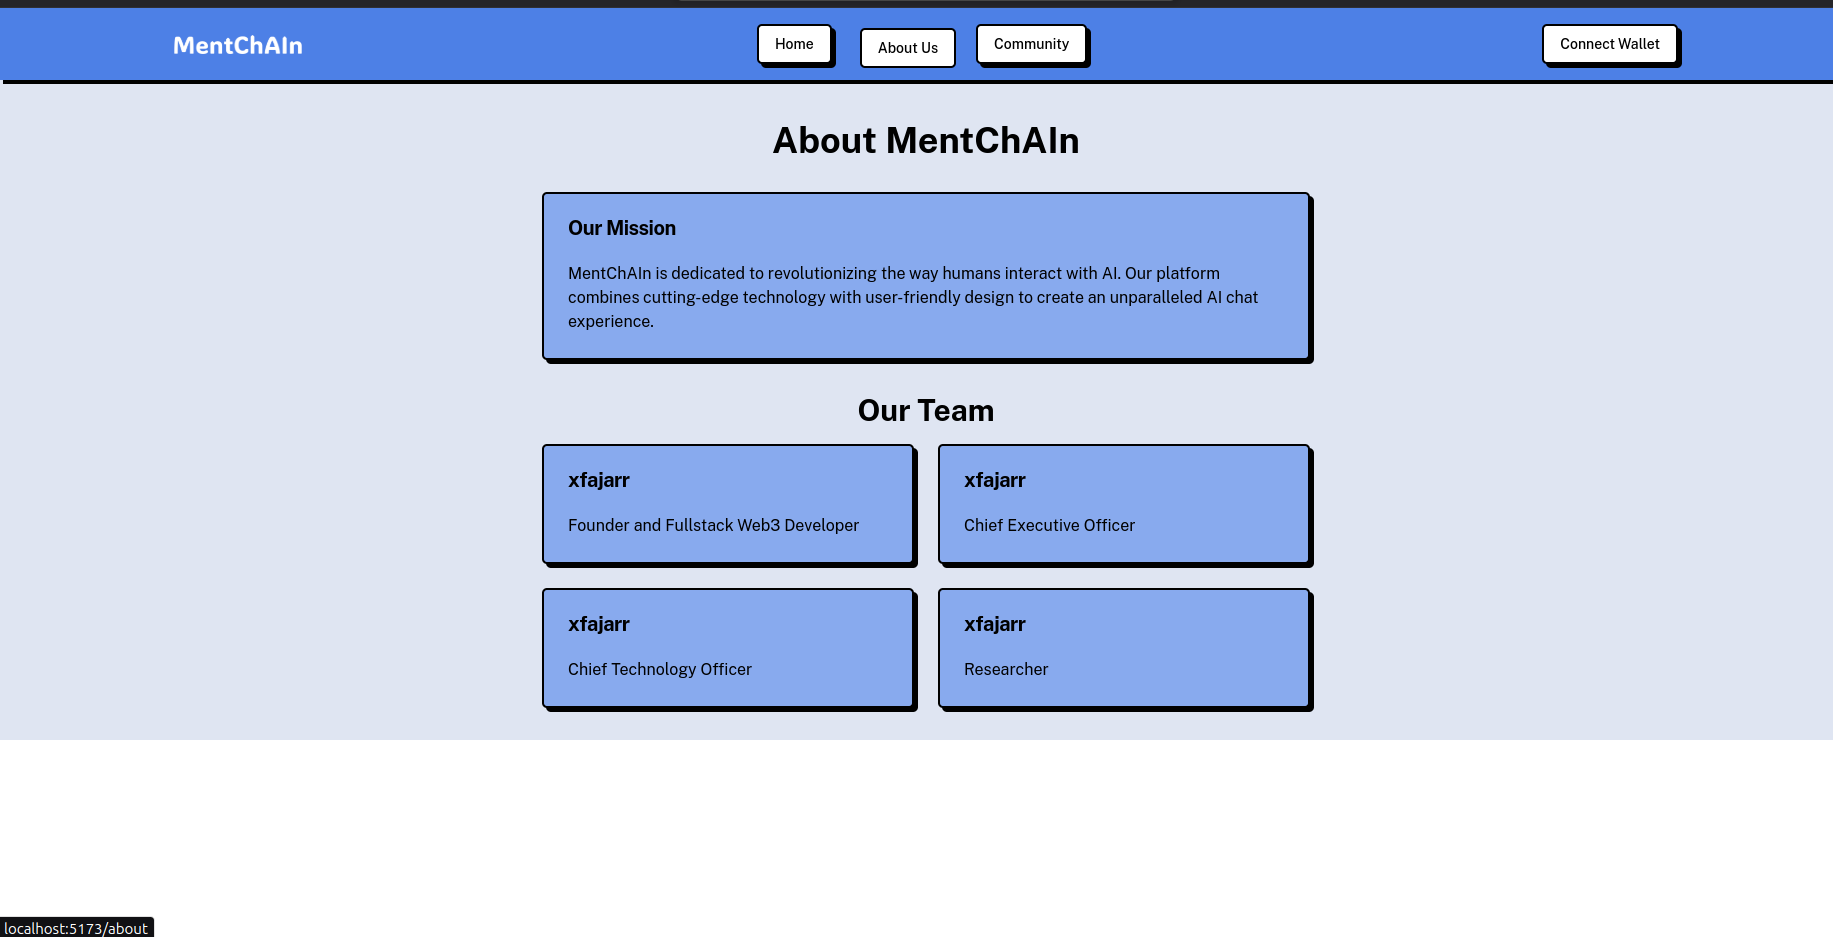 MentChAIn
Home
About Us
Community
Connect Wallet
About MentChAIn
Our Mission
MentChAIn is dedicated to revolutionizing the way humans interact with AI. Our platform
combines cutting-edge technology with user-friendly design to create an unparalleled AI chat
experience.
Our Team
xfajarr
Founder and Fullstack Web3 Developer
xfajarr
Chief Executive Officer
xfajarr
Chief Technology Officer
xfajarr
Researcher
localhost:5173/about